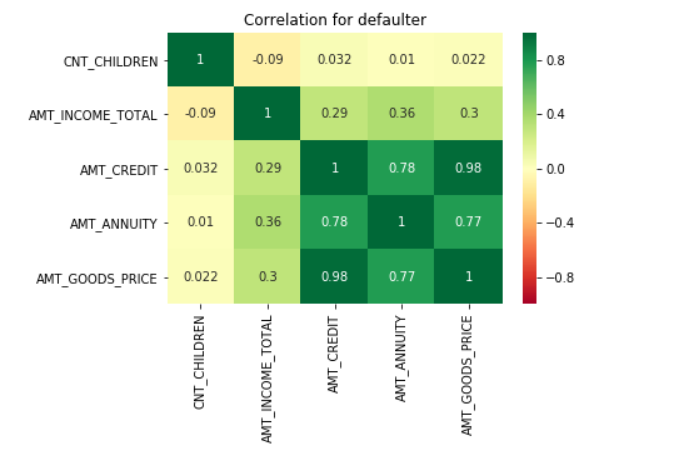 Correlation for defaulter
CNT_CHILDREN 1 -0.09 0.032 0.01 0.022
AMT_INCOME_TOTAL -0.09 1 0.29 0.36 0.3
AMT_CREDIT 0.032 0.29 1 0.78 0.98
AMT_ANNUITY 0.01 0.36 0.78 1 0.77
AMT_GOODS_PRICE 0.022 0.3 0.98 0.77 1
CNT_CHILDREN
AMT_INCOME_TOTAL
AMT_CREDIT
AMT_ANNUITY
AMT_GOODS_PRICE
0.8
0.4
0.0
−0.4
−0.8